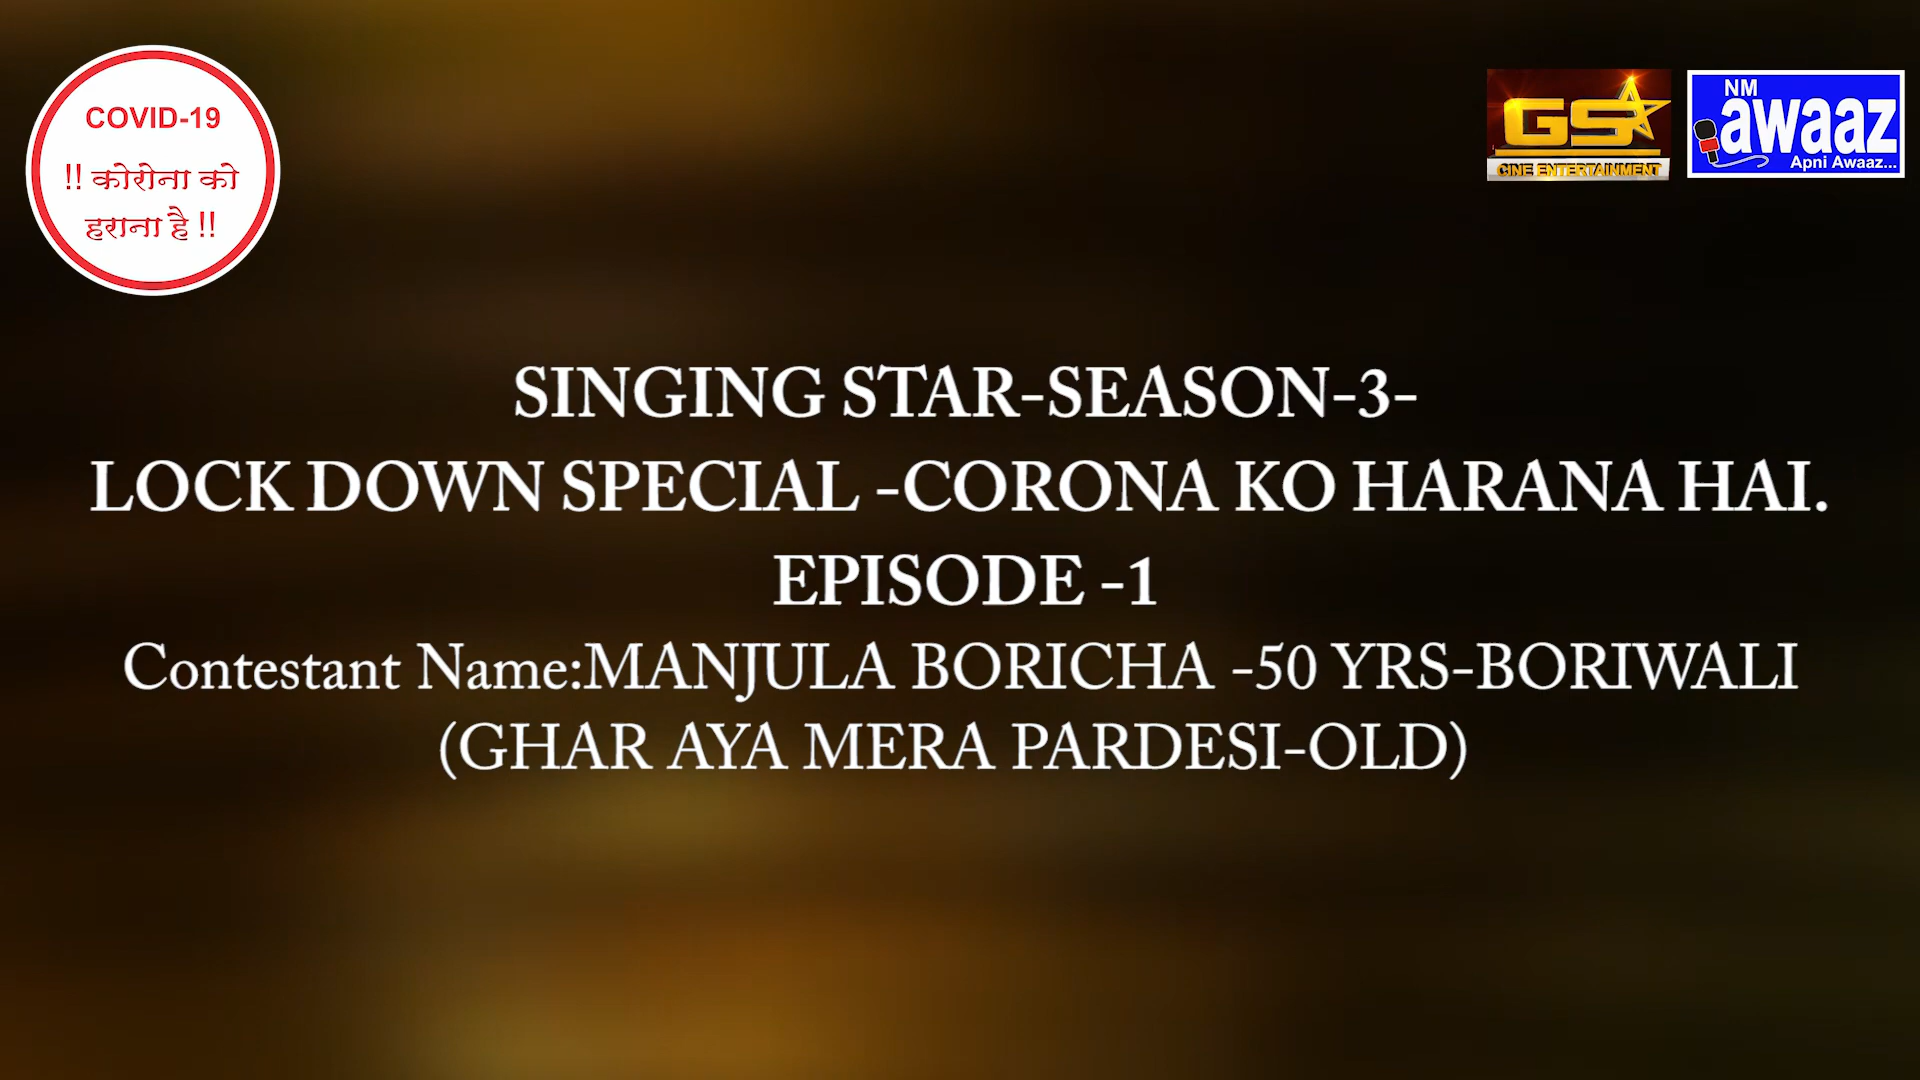 COVID-19
!! कोरोना को
हराना है !!
GS
CINE ENTERTAINMENT
NM
awaaz
Apni Awaaz...
SINGING STAR-SEASON-3-
LOCK DOWN SPECIAL -CORONA KO HARANA HAI.
EPISODE -1
Contestant Name:MANJULA BORICHA -50 YRS-BORIWALI
(GHAR AYA MERA PARDESI-OLD)